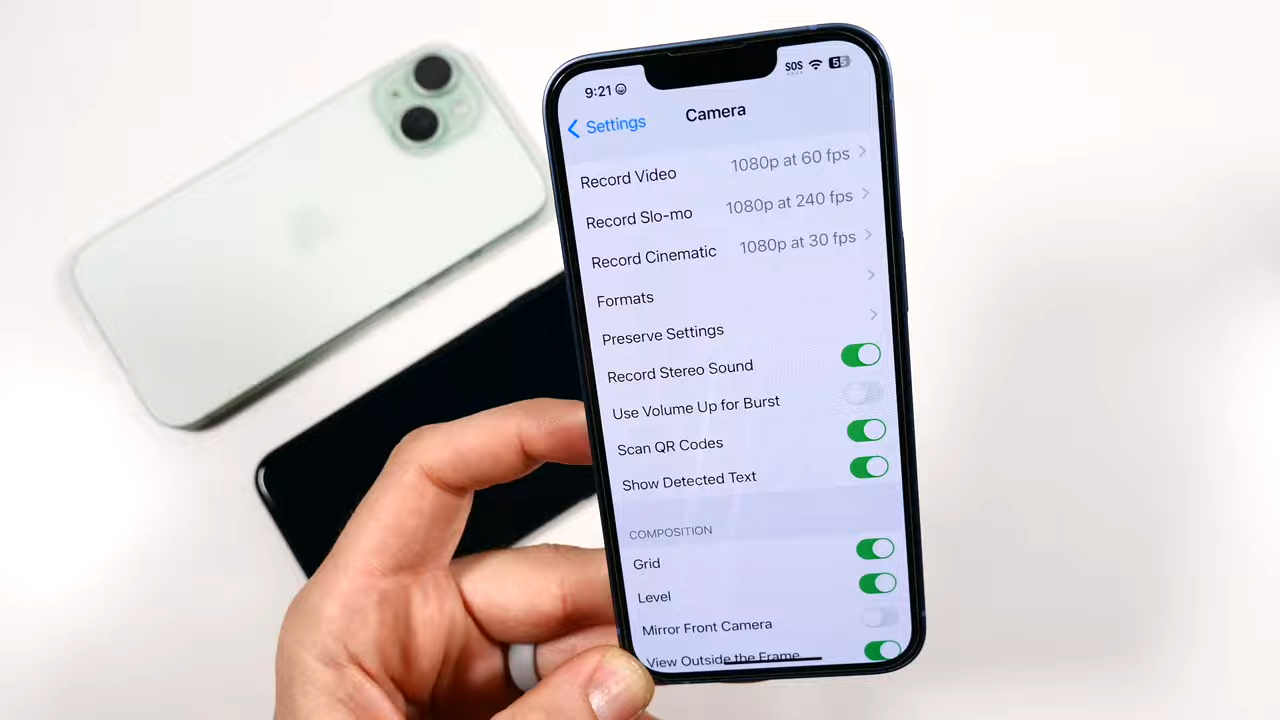 9:21
SOS 55
Settings
Camera
Record Video 1080p at 60 fps
Record Slo-mo 1080p at 240 fps
Record Cinematic 1080p at 30 fps
Formats
Preserve Settings
Record Stereo Sound
Use Volume Up for Burst
Scan QR Codes
Show Detected Text
COMPOSITION
Grid
Level
Mirror Front Camera
View Outside the Frame